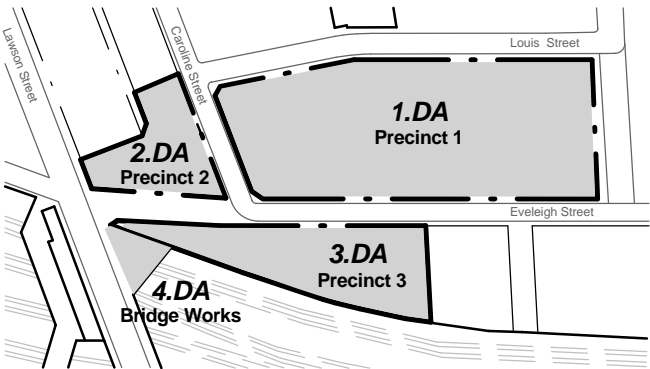 Lawson Street
Caroline Street
Louis Street
1.DA
Precinct 1
2.DA
Precinct 2
Eveleigh Street
3.DA
Precinct 3
4.DA
Bridge Works